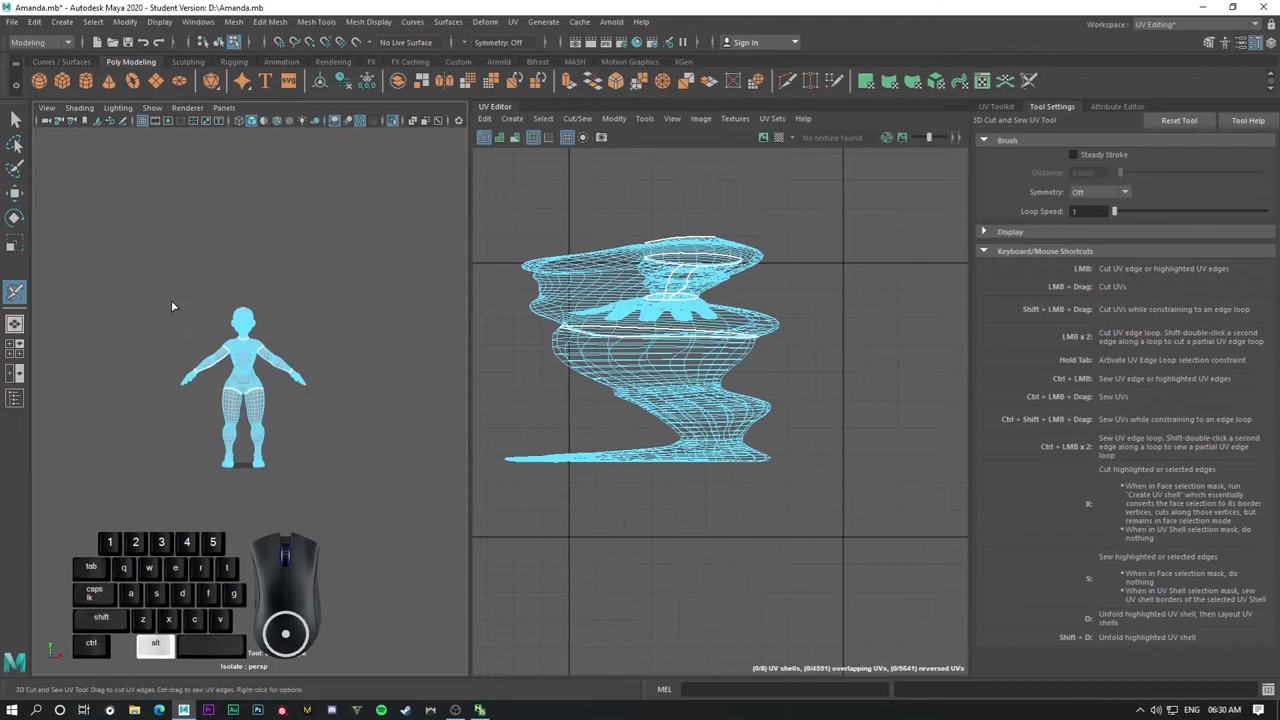 Amanda.mb* - Autodesk Maya 2020 - Student Version: D:\Amanda.mb
File Edit Create Select Modify Display Windows Mesh Edit Mesh Mesh Tools Mesh Display Curves Surfaces Deform UV Generate Cache Arnold Help
Workspace : UV Editing*
Modeling
No Live Surface
Symmetry: Off
Sign In
Curves / Surfaces Poly Modeling Sculpting Rigging Animation Rendering FX FX Caching Custom Arnold Bifrost MASH Motion Graphics XGen
View Shading Lighting Show Renderer Panels
UV Editor
Edit Create Select Cut/Sew Modify Tools View Image Textures UV Sets Help
No texture found
UV Toolkit Tool Settings Attribute Editor
3D Cut and Sew UV Tool
Reset Tool
Tool Help
Brush
Steady Stroke
Distance: 4.0000
Symmetry: Off
Loop Speed: 1
Display
Keyboard/Mouse Shortcuts
LMB: Cut UV edge or highlighted UV edges
LMB + Drag: Cut UVs
Shift + LMB + Drag: Cut UVs while constraining to an edge loop
LMB x 2: Cut UV edge loop. Shift-double-click a second
edge along a loop to cut a partial UV edge loop
Hold Tab: Activate UV Edge Loop selection constraint
Ctrl + LMB: Sew UV edge or highlighted UV edges
Ctrl + LMB + Drag: Sew UVs
Ctrl + Shift + LMB + Drag: Sew UVs while constraining to an edge loop
Ctrl + LMB x 2: Sew UV edge loop. Shift-double-click a second
edge along a loop to sew a partial UV edge
loop
X: Cut highlighted or selected edges
• When in Face selection mask, run
"Create UV shell" which essentially
converts the face selection to its border
vertices, cuts along those vertices, but
remains in face selection mode
• When in UV Shell selection mask, do
nothing
S: Sew highlighted or selected edges
• When in Face selection mask, do
nothing
• When in UV Shell selection mask, sew
UV shell borders of the selected UV Shell
D: Unfold highlighted UV shell, then Layout UV
shells
Shift + D: Unfold highlighted UV shell
1 2 3 4 5
tab q w e r t
caps
lk a s d f g
shift z x c v
ctrl alt
Isolate : persp
(0/8) UV shells, (0/4591) overlapping UVs, (0/5641) reversed UVs
3D Cut and Sew UV Tool: Drag to cut UV edges. Ctrl-drag to sew UV edges. Right-click for options.
MEL
ENG
06:30 AM